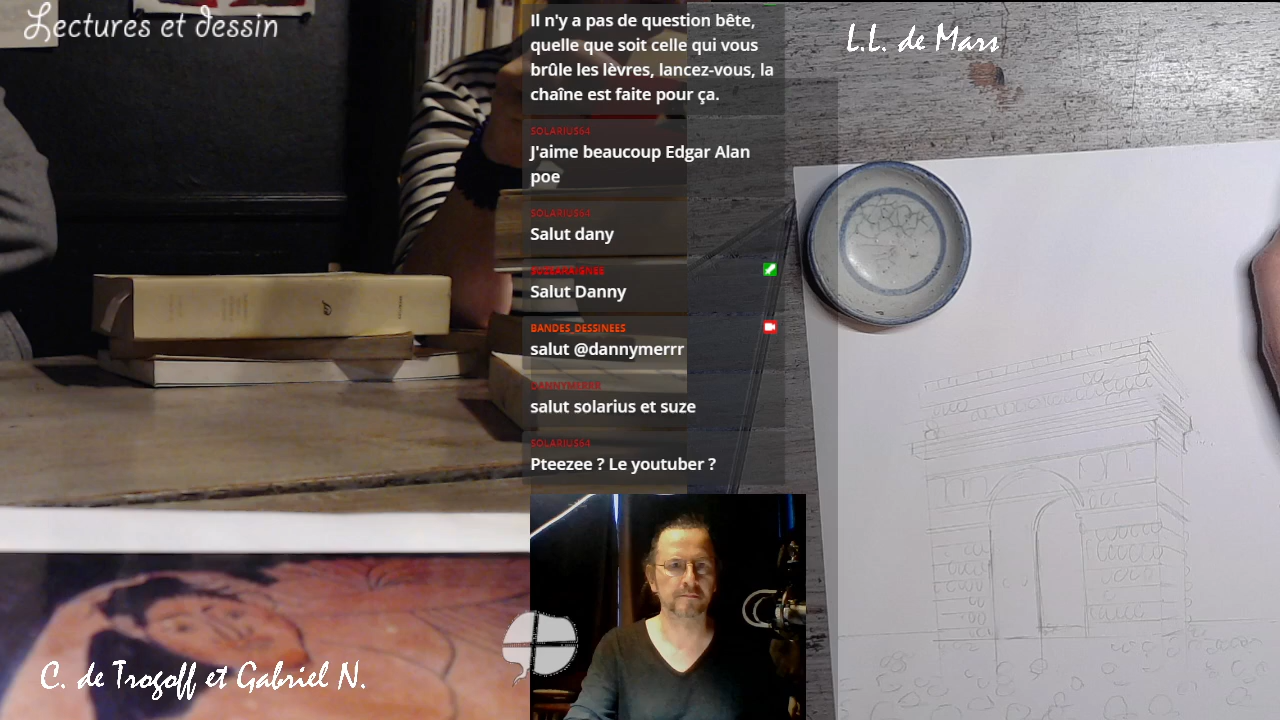 Lectures et dessin
L.L. de Mars
Il n'y a pas de question bête,
quelle que soit celle qui vous
brûle les lèvres, lancez-vous, la
chaîne est faite pour ça.
SOLARIUS64
J'aime beaucoup Edgar Alan
poe
SOLARIUS64
Salut dany
Salut Danny
BANDES_DESSINEES
salut @dannymerrr
DANNYMERRR
salut solarius et suze
SOLARIUS64
Pteezee ? Le youtuber ?
C. de Trogoff et Gabriel N.